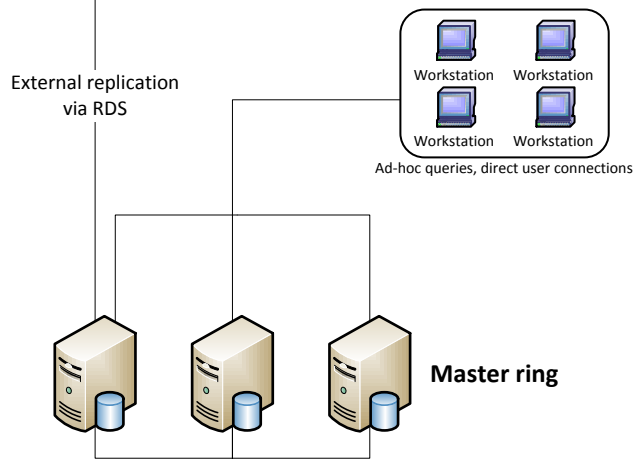 External replication
via RDS
Workstation Workstation
Workstation Workstation
Ad-hoc queries, direct user connections
Master ring